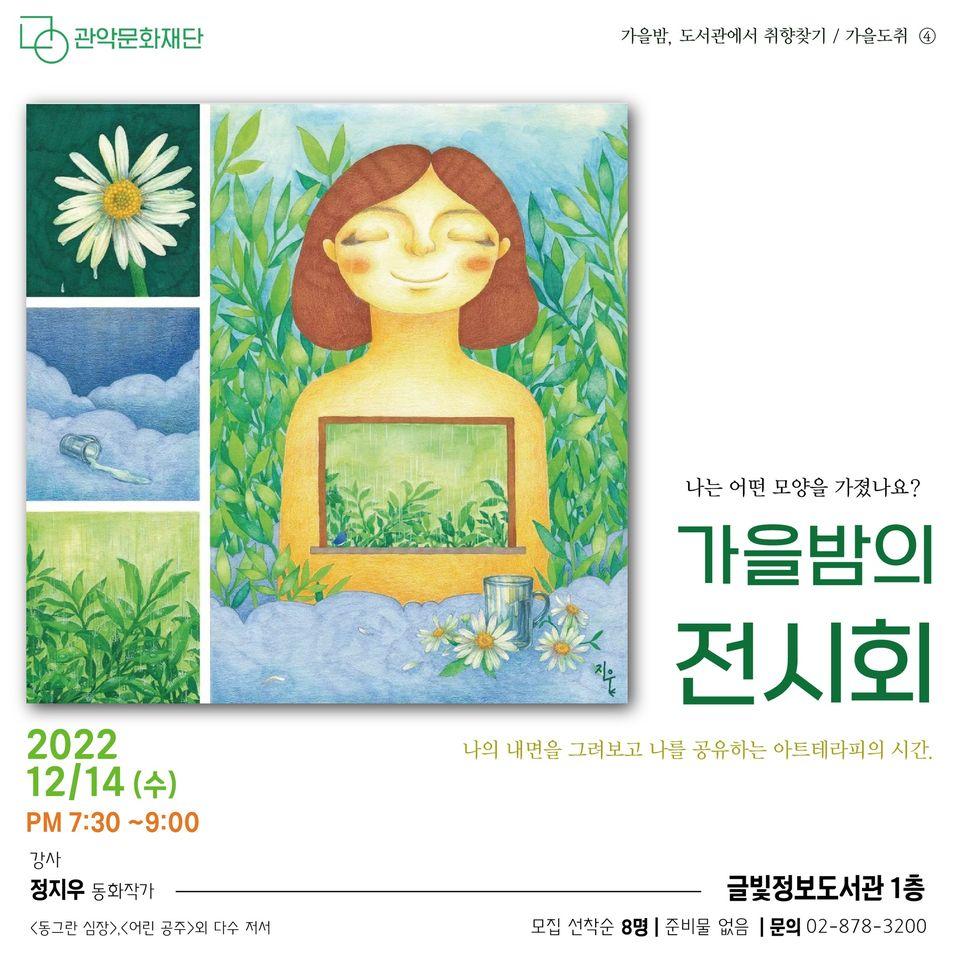 관악문화재단
가을밤, 도서관에서 취향찾기 / 가을도취 ④
지우
나는 어떤 모양을 가졌나요?
가을밤의
전시회
나의 내면을 그려보고 나를 공유하는 아트테라피의 시간.
2022
12/14 (수)
PM 7:30 ~9:00
강사
정지우 동화작가
글빛정보도서관 1층
<동그란 심장>,<어린 공주>외 다수 저서
모집 선착순 8명 | 준비물 없음 | 문의 02-878-3200